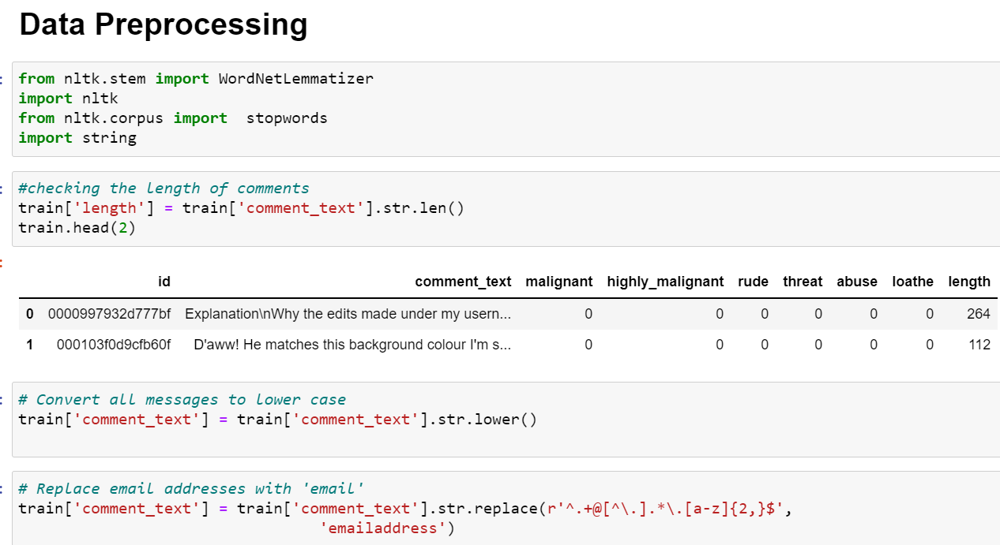 Data Preprocessing
:
from nltk.stem import WordNetLemmatizer
import nltk
from nltk.corpus import  stopwords
import string
:
#checking the length of comments
train['length'] = train['comment_text'].str.len()
train.head(2)
:
id comment_text malignant highly_malignant rude threat abuse loathe length
0 0000997932d777bf Explanation\nWhy the edits made under my usern... 0 0 0 0 0 0 264
1 000103f0d9cfb60f D'aww! He matches this background colour I'm s... 0 0 0 0 0 0 112
:
# Convert all messages to lower case
train['comment_text'] = train['comment_text'].str.lower()
:
# Replace email addresses with 'email'
train['comment_text'] = train['comment_text'].str.replace(r'^.+@[^\.].*\.[a-z]{2,}$',
'emailaddress')